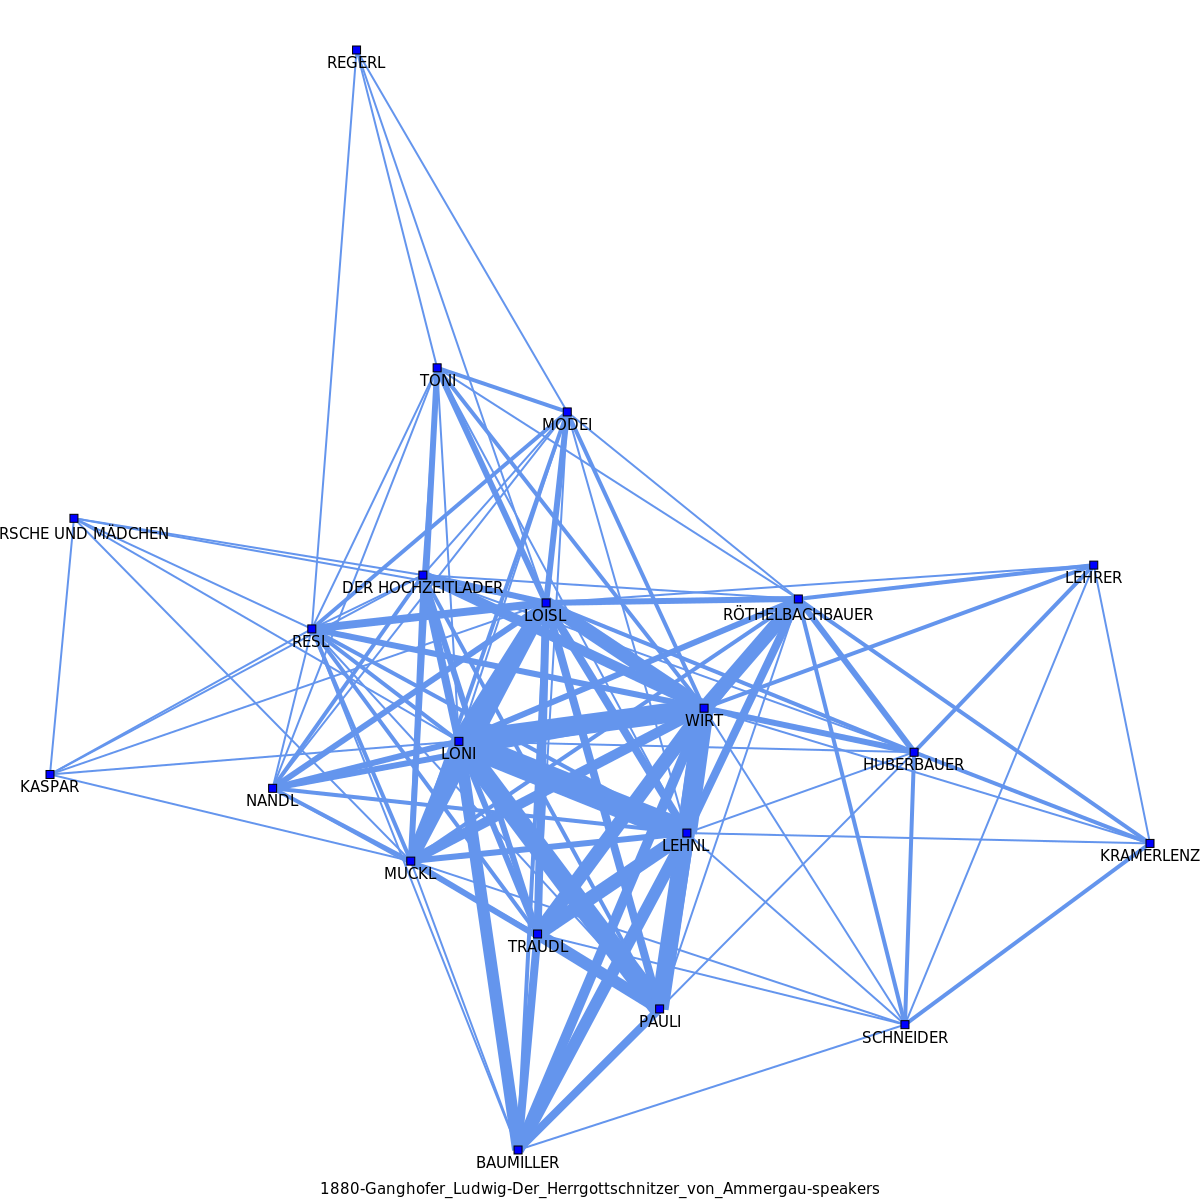 REGERL
TONI
MODEI
RSCHE UND MÄDCHEN
LEHRER
DER HOCHZEITLADER
LOISL
RÖTHELBACHBAUER
RESL
WIRT
LONI
HUBERBAUER
KASPAR
NANDL
LEHNL
KRAMERLENZ
MUCKL
TRAUDL
PAULI
SCHNEIDER
BAUMILLER
1880-Ganghofer_Ludwig-Der_Herrgottschnitzer_von_Ammergau-speakers